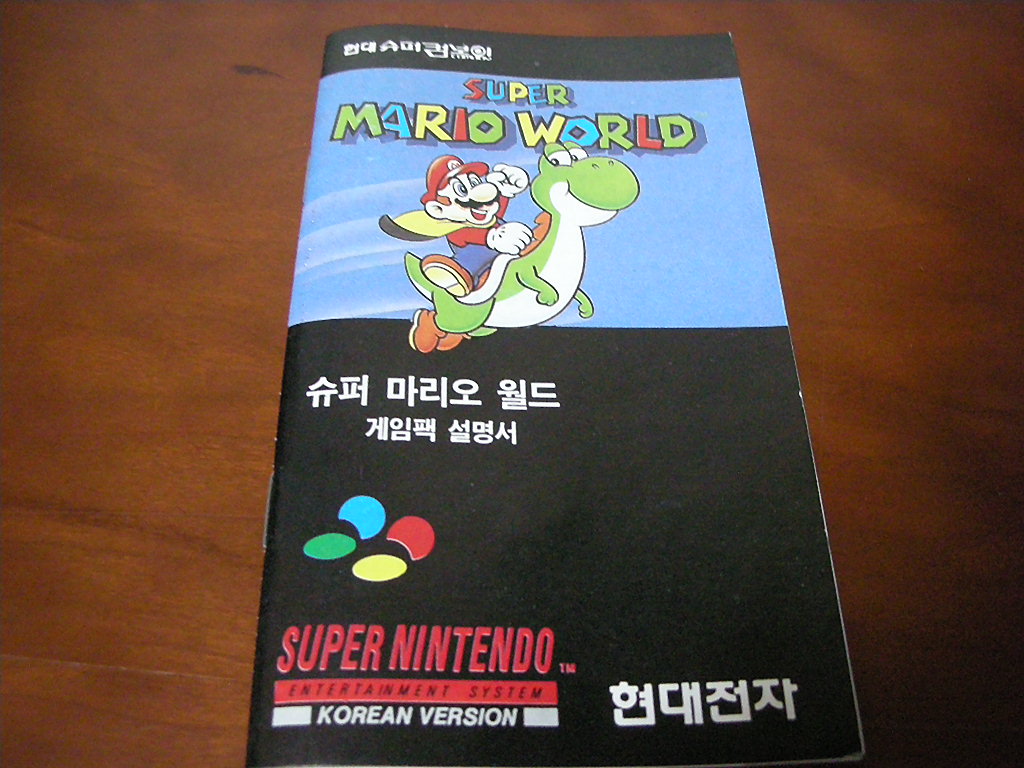 현대 슈퍼컴보이
SUPER
MARIO WORLD
슈퍼 마리오 월드
게임팩 설명서
SUPER NINTENDO TM
ENTERTAINMENT SYSTEM
KOREAN VERSION
현대전자